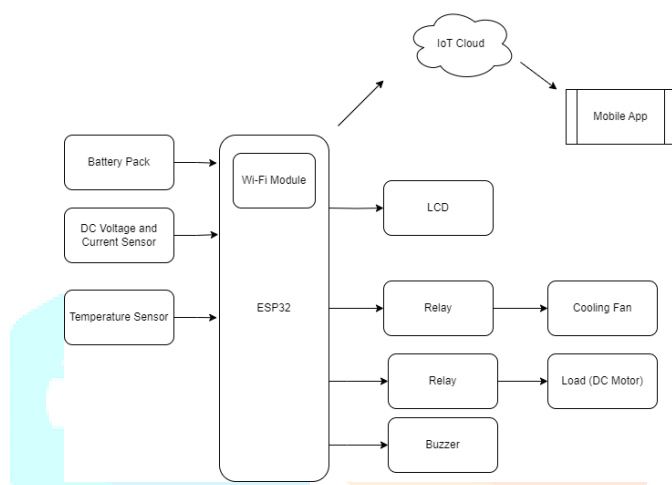 IoT Cloud
Mobile App
Battery Pack
Wi-Fi Module
DC Voltage and
Current Sensor
LCD
Temperature Sensor
ESP32
Relay
Cooling Fan
Relay
Load (DC Motor)
Buzzer